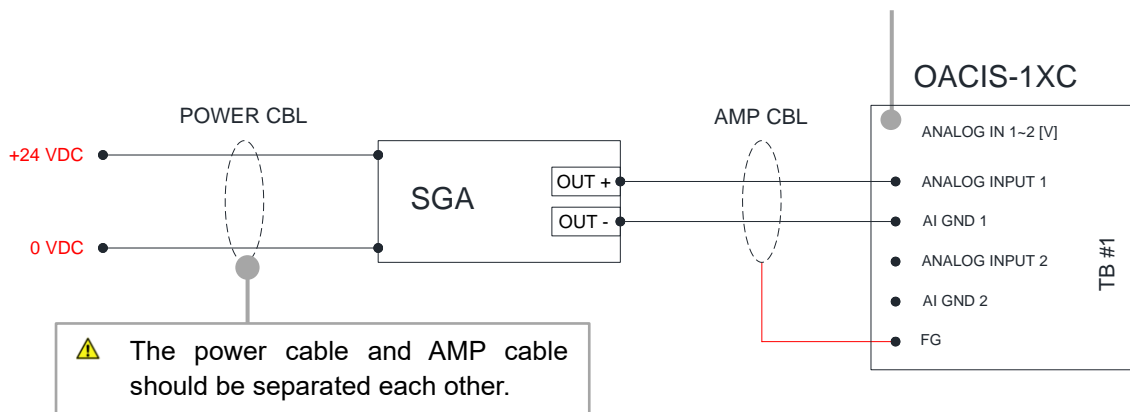 OACIS-1XC
POWER CBL
AMP CBL
ANALOG IN 1~2 [V]
+24 VDC
SGA
OUT +
ANALOG INPUT 1
OUT -
AI GND 1
0 VDC
ANALOG INPUT 2
AI GND 2
FG
TB #1
The power cable and AMP cable
should be separated each other.